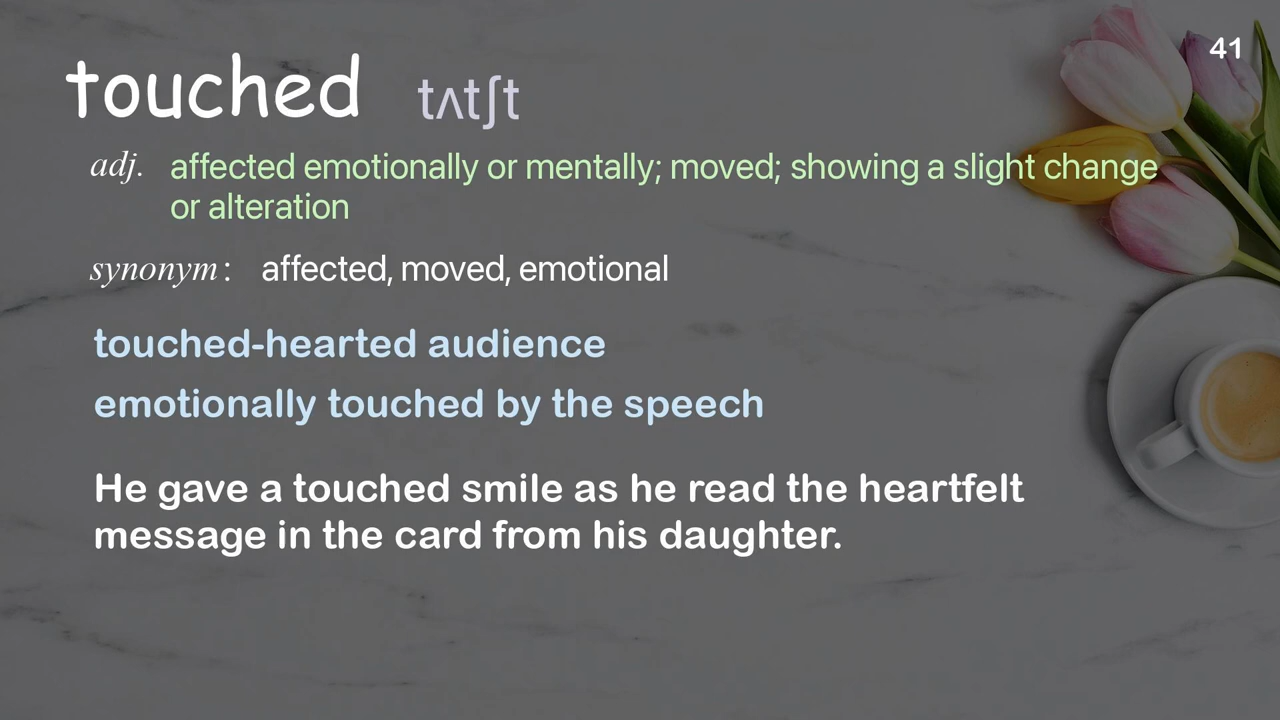 41
touched tʌtʃt
adj. affected emotionally or mentally; moved; showing a slight change
or alteration
synonym: affected, moved, emotional
touched-hearted audience
emotionally touched by the speech
He gave a touched smile as he read the heartfelt
message in the card from his daughter.